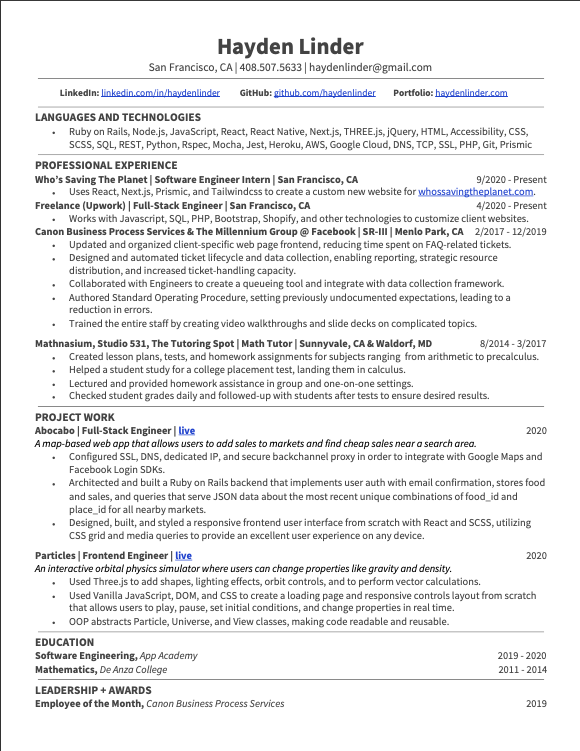 Hayden Linder
San Francisco, CA | 408.507.5633 | haydenlinder@gmail.com
LinkedIn: linkedin.com/in/haydenlinder GitHub: github.com/haydenlinder Portfolio: haydenlinder.com
LANGUAGES AND TECHNOLOGIES
• Ruby on Rails, Node.js, JavaScript, React, React Native, Next.js, THREE.js, jQuery, HTML, Accessibility, CSS,
SCSS, SQL, REST, Python, Rspec, Mocha, Jest, Heroku, AWS, Google Cloud, DNS, TCP, SSL, PHP, Git, Prismic
PROFESSIONAL EXPERIENCE
Who's Saving The Planet | Software Engineer Intern | San Francisco, CA 9/2020 - Present
• Uses React, Next.js, Prismic, and Tailwindcss to create a custom new website for whossavingtheplanet.com.
Freelance (Upwork) | Full-Stack Engineer | San Francisco, CA 4/2020 - Present
• Works with Javascript, SQL, PHP, Bootstrap, Shopify, and other technologies to customize client websites.
Canon Business Process Services & The Millennium Group @ Facebook | SR-III | Menlo Park, CA 2/2017 - 12/2019
• Updated and organized client-specific web page frontend, reducing time spent on FAQ-related tickets.
• Designed and automated ticket lifecycle and data collection, enabling reporting, strategic resource
distribution, and increased ticket-handling capacity.
• Collaborated with Engineers to create a queueing tool and integrate with data collection framework.
• Authored Standard Operating Procedure, setting previously undocumented expectations, leading to a
reduction in errors.
• Trained the entire staff by creating video walkthroughs and slide decks on complicated topics.
Mathnasium, Studio 531, The Tutoring Spot | Math Tutor | Sunnyvale, CA & Waldorf, MD 8/2014 - 3/2017
• Created lesson plans, tests, and homework assignments for subjects ranging from arithmetic to precalculus.
• Helped a student study for a college placement test, landing them in calculus.
• Lectured and provided homework assistance in group and one-on-one settings.
• Checked student grades daily and followed-up with students after tests to ensure desired results.
PROJECT WORK
Abocabo | Full-Stack Engineer | live 2020
A map-based web app that allows users to add sales to markets and find cheap sales near a search area.
• Configured SSL, DNS, dedicated IP, and secure backchannel proxy in order to integrate with Google Maps and
Facebook Login SDKs.
• Architected and built a Ruby on Rails backend that implements user auth with email confirmation, stores food
and sales, and queries that serve JSON data about the most recent unique combinations of food_id and
place_id for all nearby markets.
• Designed, built, and styled a responsive frontend user interface from scratch with React and SCSS, utilizing
CSS grid and media queries to provide an excellent user experience on any device.
Particles | Frontend Engineer | live 2020
An interactive orbital physics simulator where users can change properties like gravity and density.
• Used Three.js to add shapes, lighting effects, orbit controls, and to perform vector calculations.
• Used Vanilla JavaScript, DOM, and CSS to create a loading page and responsive controls layout from scratch
that allows users to play, pause, set initial conditions, and change properties in real time.
• OOP abstracts Particle, Universe, and View classes, making code readable and reusable.
EDUCATION
Software Engineering, App Academy 2019 - 2020
Mathematics, De Anza College 2011 - 2014
LEADERSHIP + AWARDS
Employee of the Month, Canon Business Process Services 2019